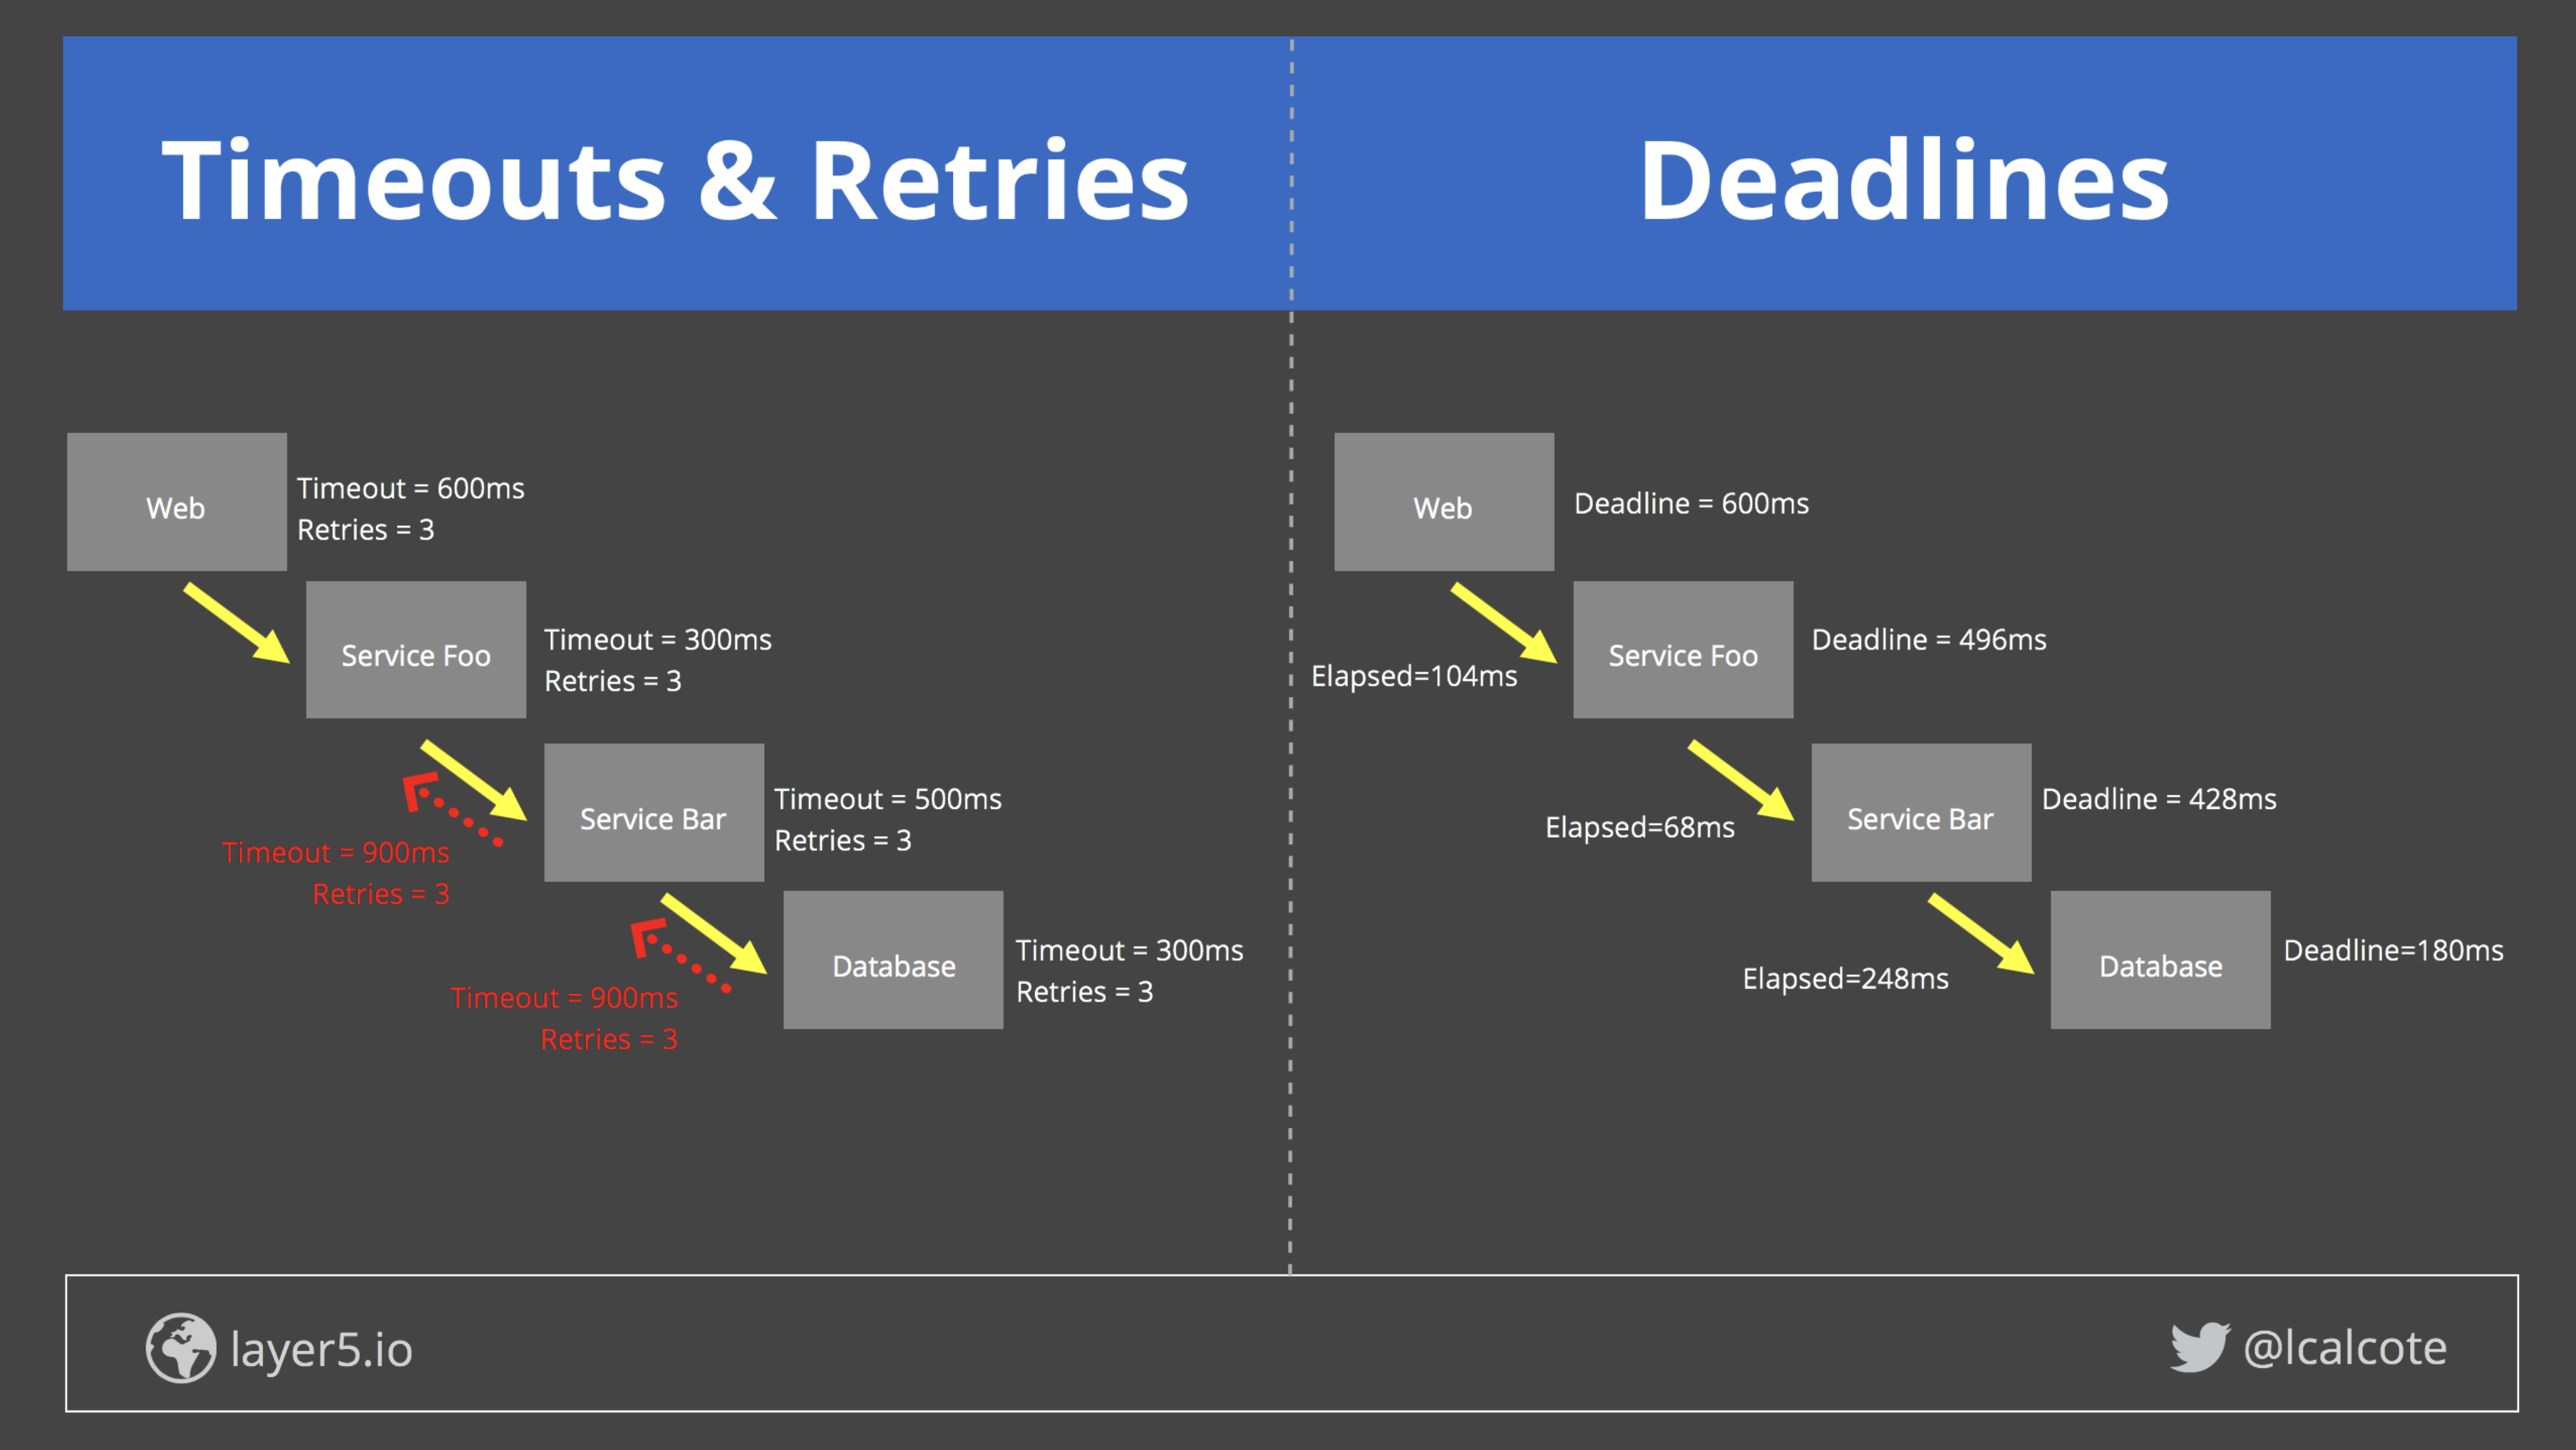 Timeouts & Retries
Web
Timeout = 600ms
Retries = 3
Service Foo
Timeout = 300ms
Retries = 3
Service Bar
Timeout = 500ms
Retries = 3
Timeout = 900ms
Retries = 3
Database
Timeout = 300ms
Retries = 3
Timeout = 900ms
Retries = 3
Deadlines
Web
Deadline = 600ms
Elapsed=104ms
Service Foo
Deadline = 496ms
Elapsed=68ms
Service Bar
Deadline = 428ms
Elapsed=248ms
Database
Deadline=180ms
layer5.io
@lcalcote